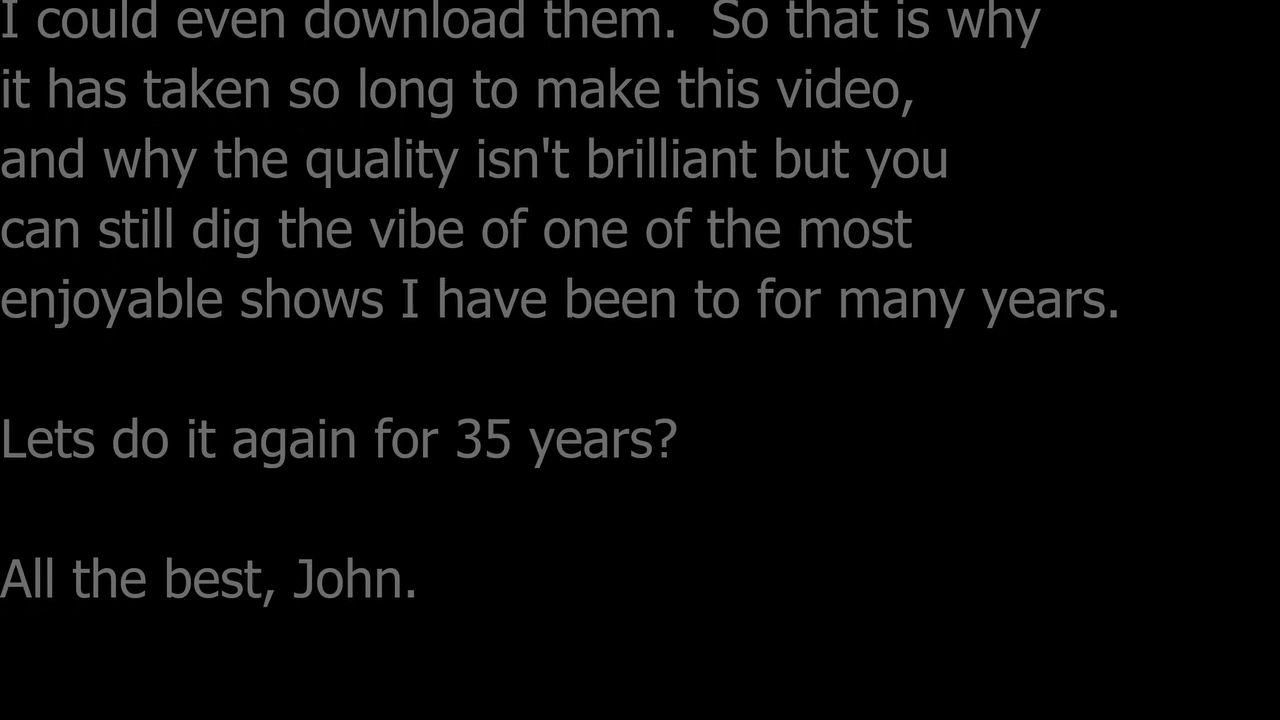 I could even download them.  So that is why
it has taken so long to make this video,
and why the quality isn't brilliant but you
can still dig the vibe of one of the most
enjoyable shows I have been to for many years.
Lets do it again for 35 years?
All the best, John.